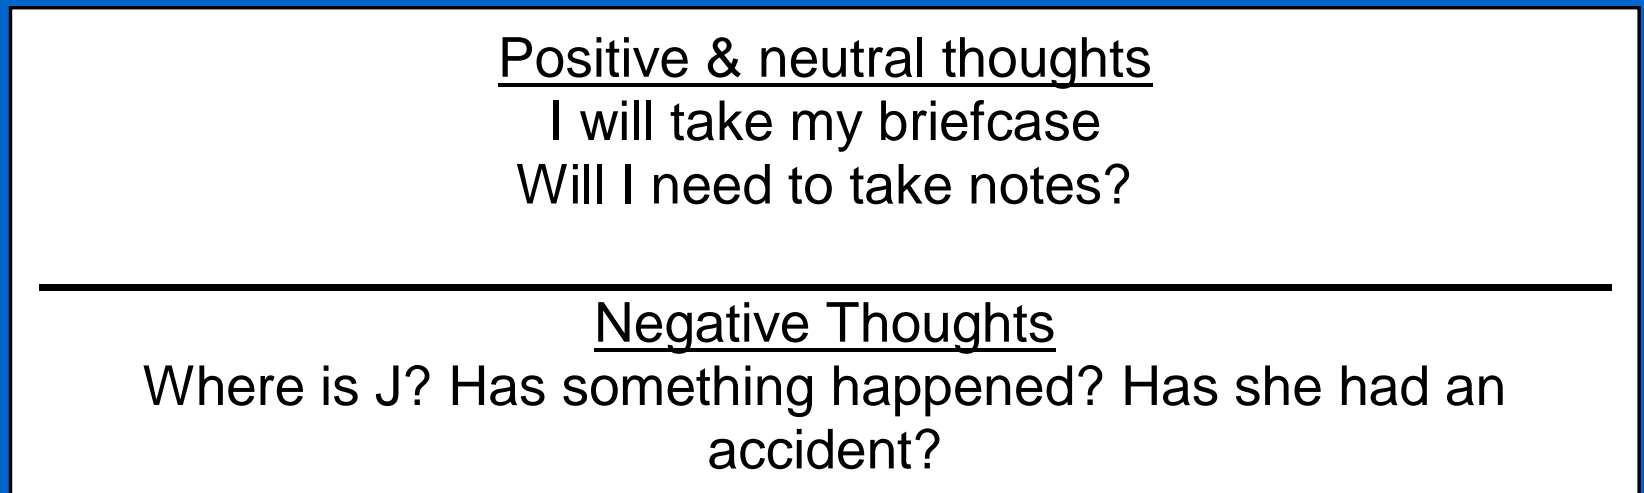 Positive & neutral thoughts
I will take my briefcase
Will I need to take notes?
Negative Thoughts
Where is J? Has something happened? Has she had an
accident?